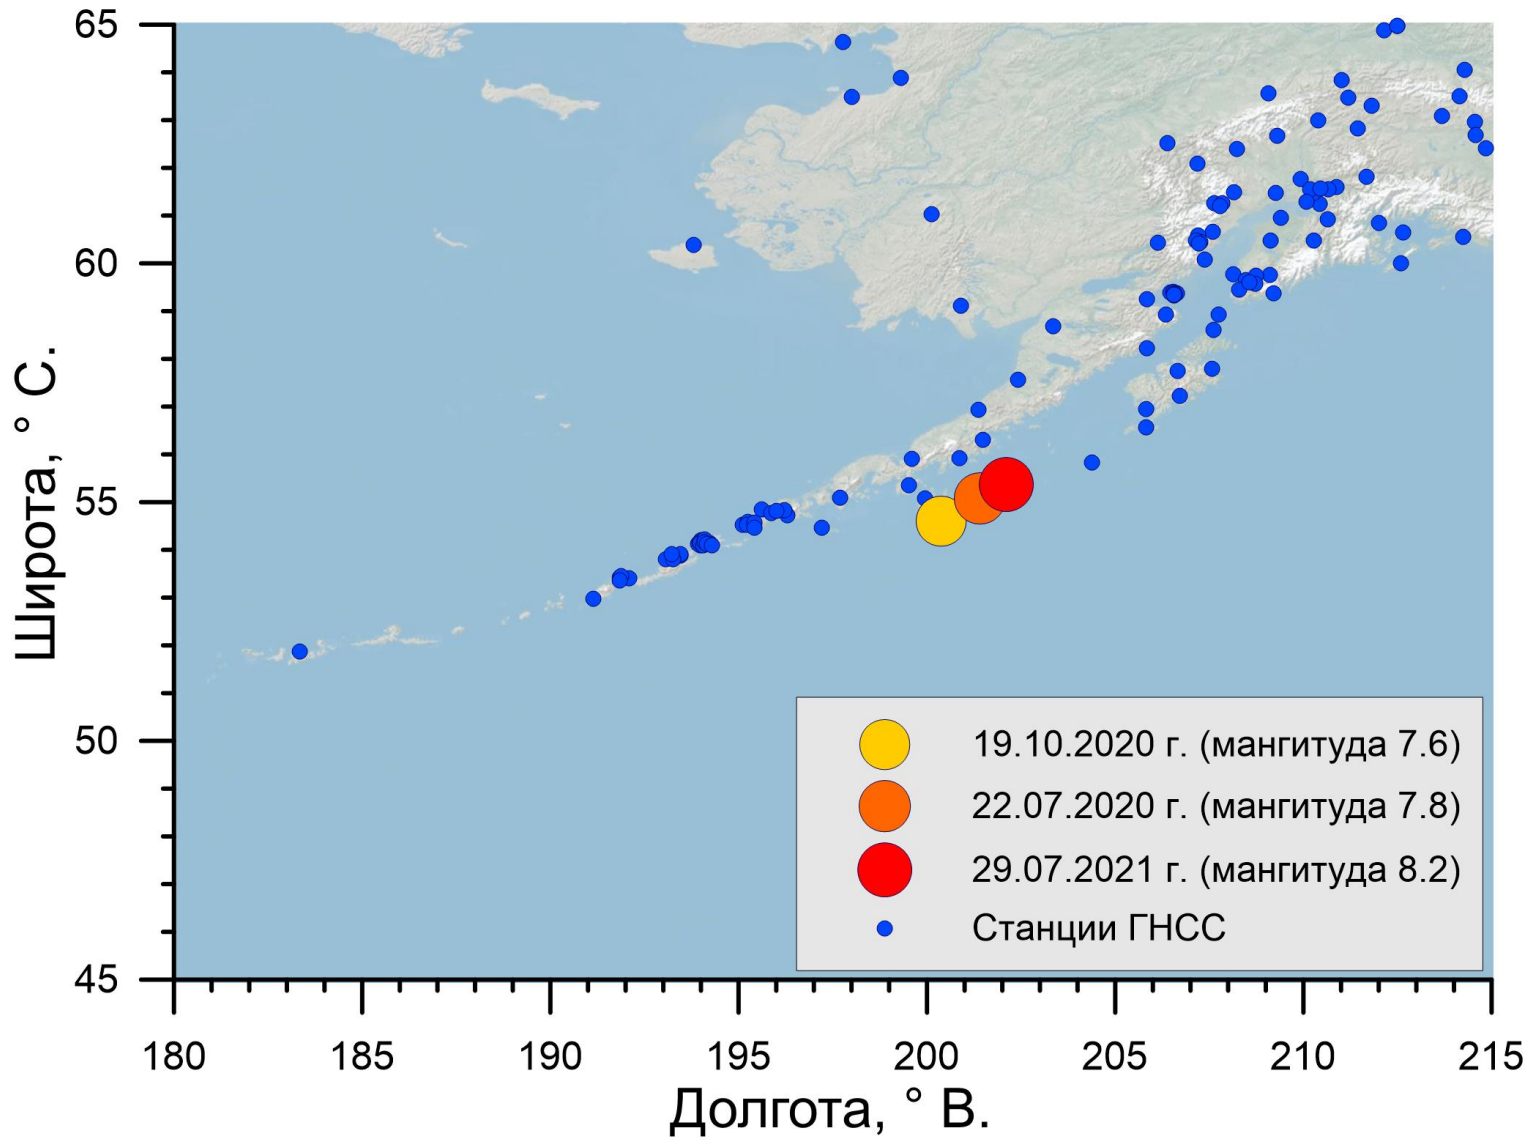 65
60
55
50
45
Широта, ° С.
19.10.2020 г. (мангитуда 7.6)
22.07.2020 г. (мангитуда 7.8)
29.07.2021 г. (мангитуда 8.2)
Станции ГНСС
180 185 190 195 200 205 210 215
Долгота, ° В.